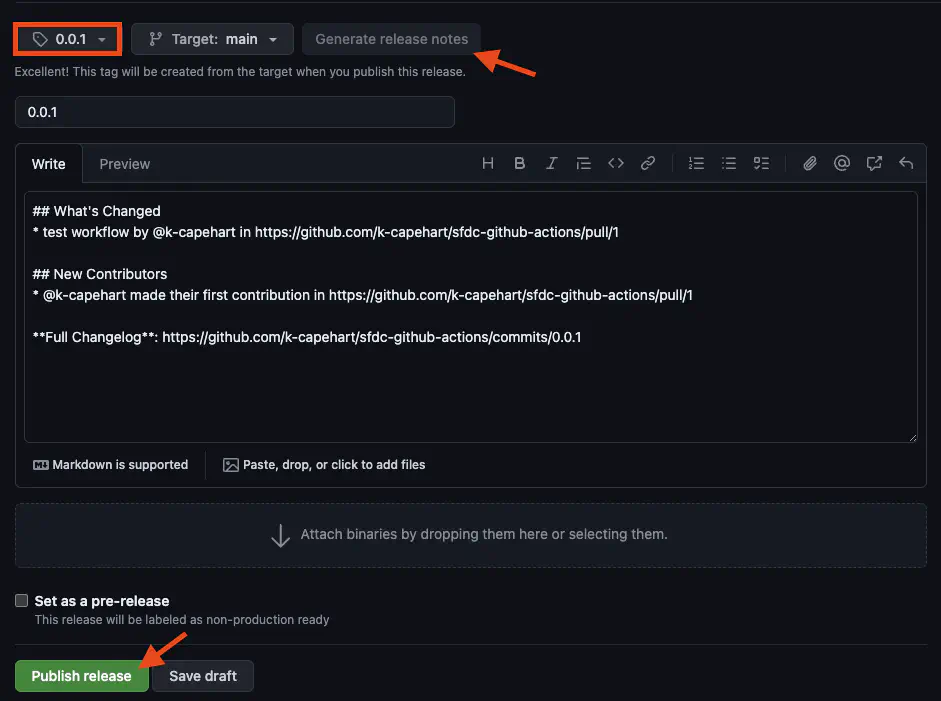 0.0.1 Target: main Generate release notes
Excellent! This tag will be created from the target when you publish this release.
0.0.1
Write Preview
## What's Changed
* test workflow by @k-capehart in https://github.com/k-capehart/sfdc-github-actions/pull/1
## New Contributors
* @k-capehart made their first contribution in https://github.com/k-capehart/sfdc-github-actions/pull/1
**Full Changelog**: https://github.com/k-capehart/sfdc-github-actions/commits/0.0.1
Markdown is supported Paste, drop, or click to add files
Attach binaries by dropping them here or selecting them.
Set as a pre-release
This release will be labeled as non-production ready
Publish release Save draft